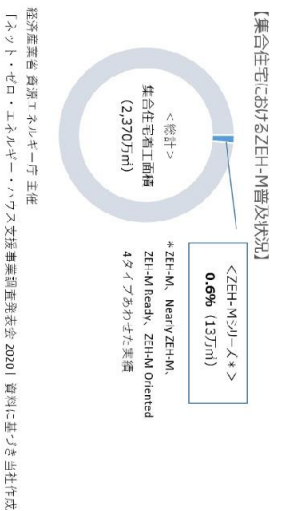 【集合住宅におけるZEH-M普及状況】
＜ZEH-Mシリーズ＊＞
0.6%（13万㎡）
＜総計＞
集合住宅着工面積
（2,370万㎡）
＊ZEH-M、Nearly ZEH-M、
ZEH-M Ready、ZEH-M Oriented
4タイプあわせた実績
経済産業省 資源エネルギー庁 主催
「ネット・ゼロ・エネルギー・ハウス支援事業調査発表会 2020」資料に基づき当社作成